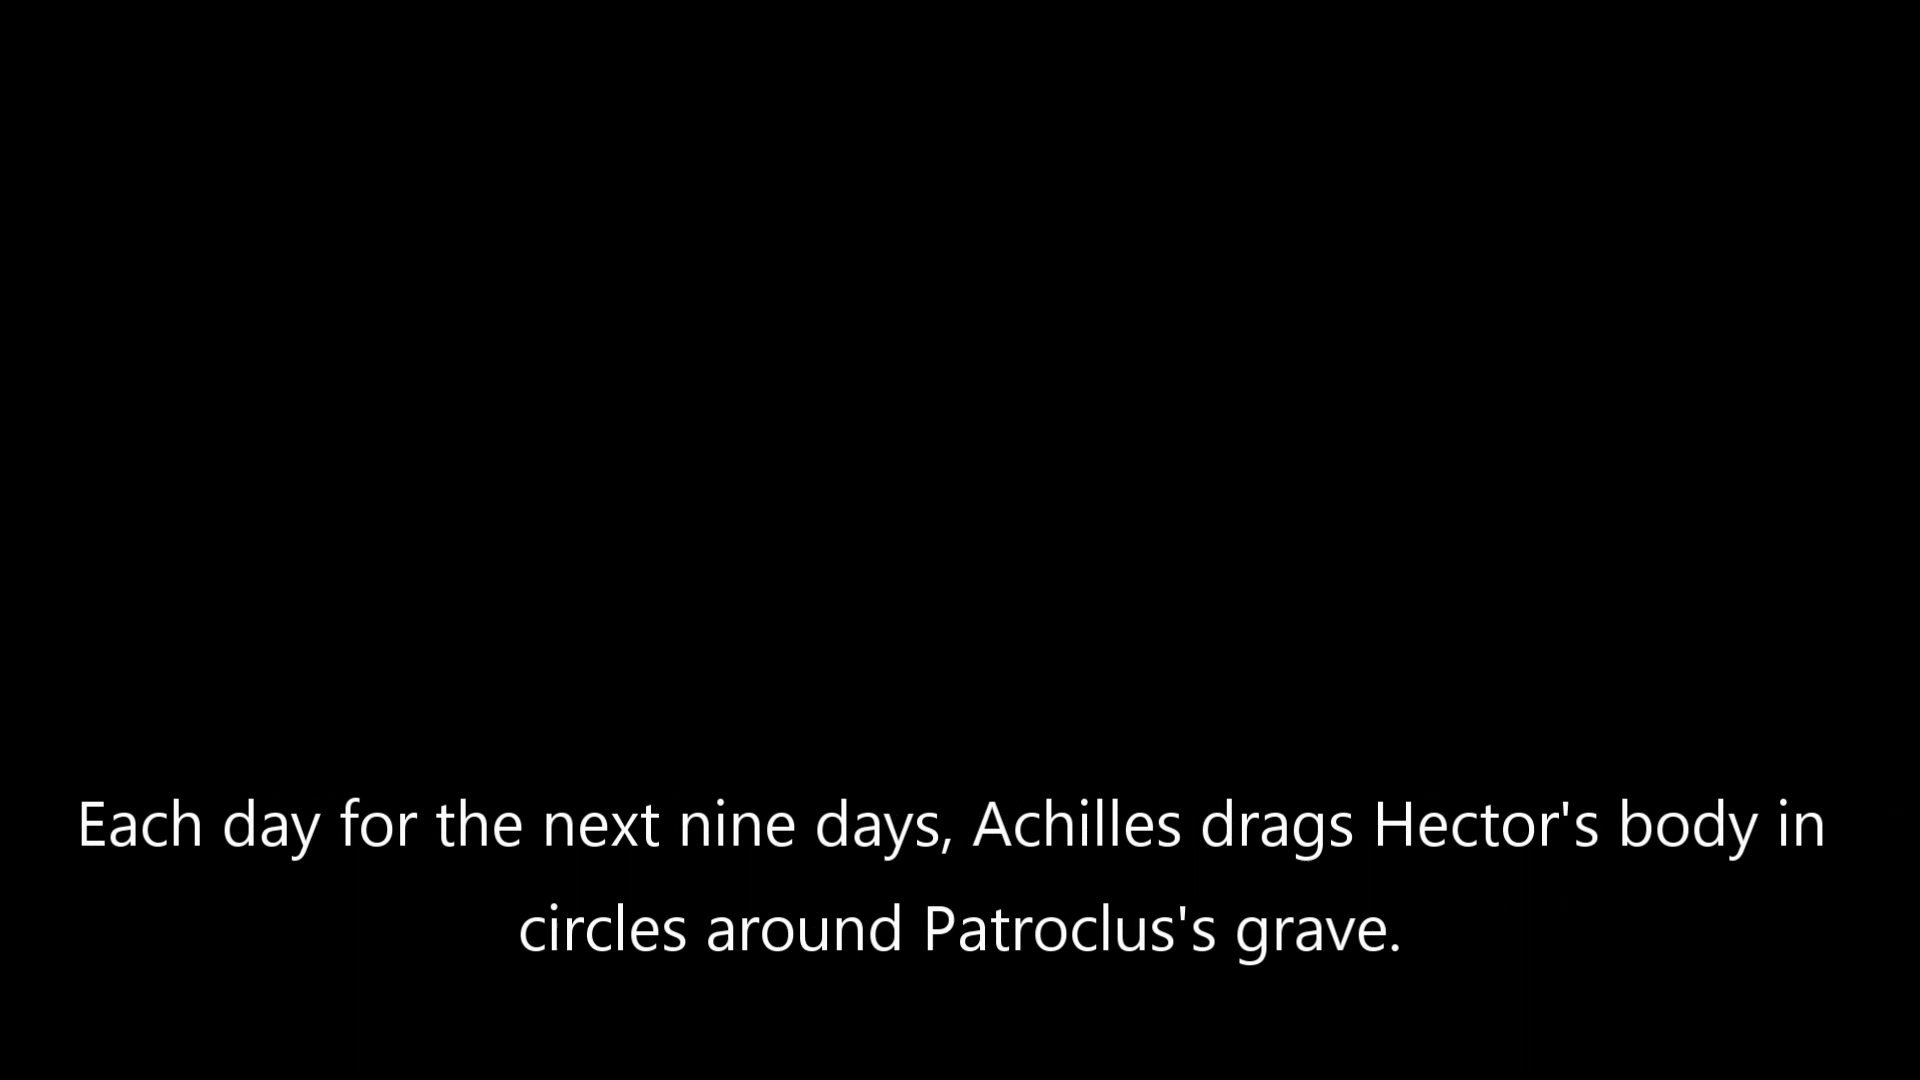 Each day for the next nine days, Achilles drags Hector's body in
circles around Patroclus's grave.